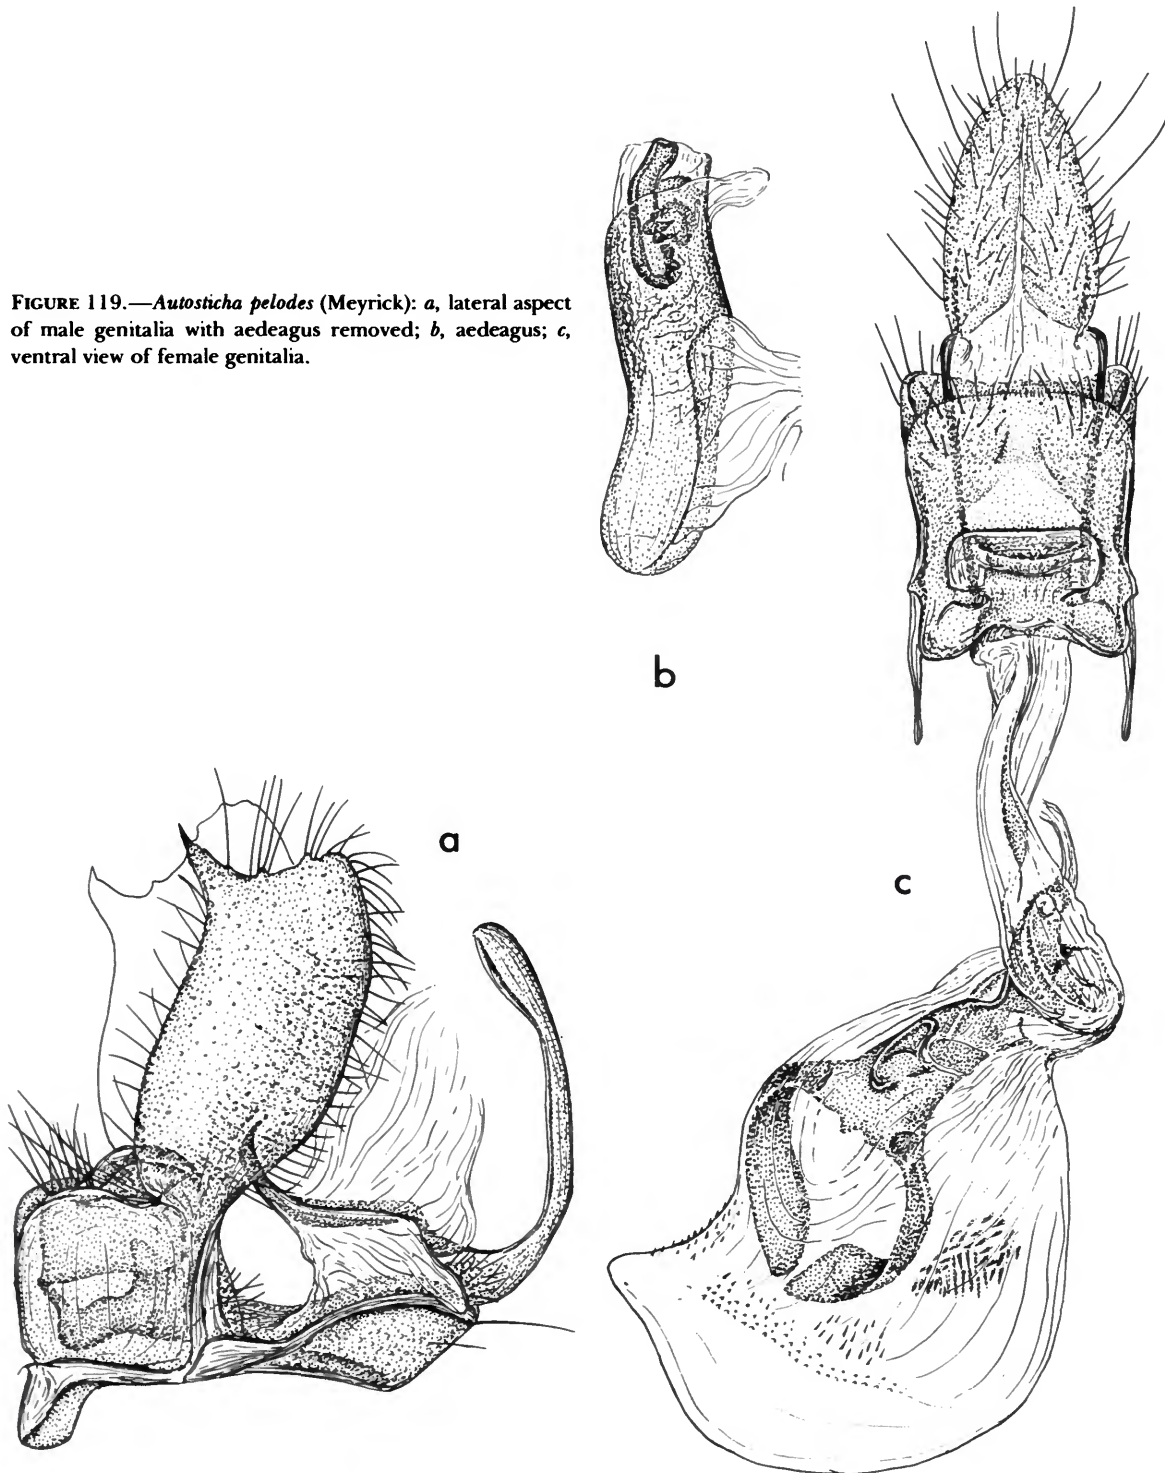 FIGURE 119.—Autosticha pelodes (Meyrick): a, lateral aspect
of male genitalia with aedeagus removed; b, aedeagus; c,
ventral view of female genitalia.
b
a
c